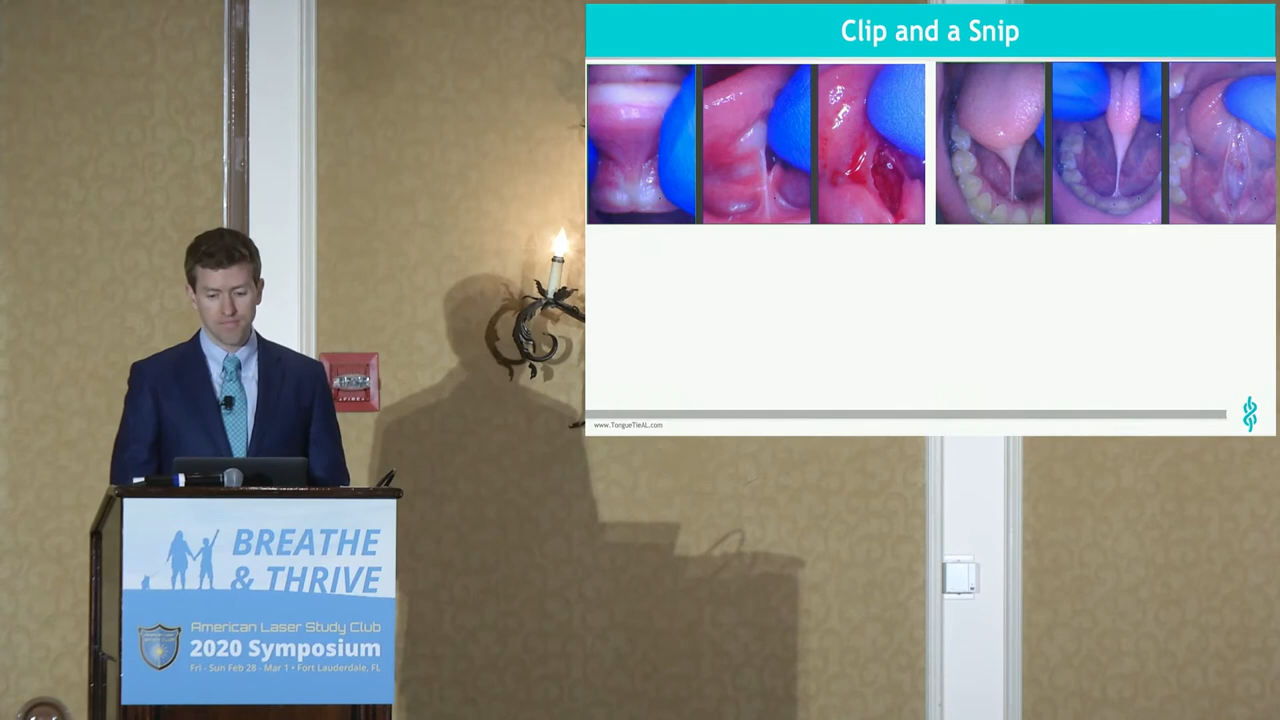 Clip and a Snip
www.TongueTieAL.com
FIRE
BREATHE
& THRIVE
American Laser Study Club
2020 Symposium
Fri - Sun Feb 28 - Mar 1 • Fort Lauderdale, FL